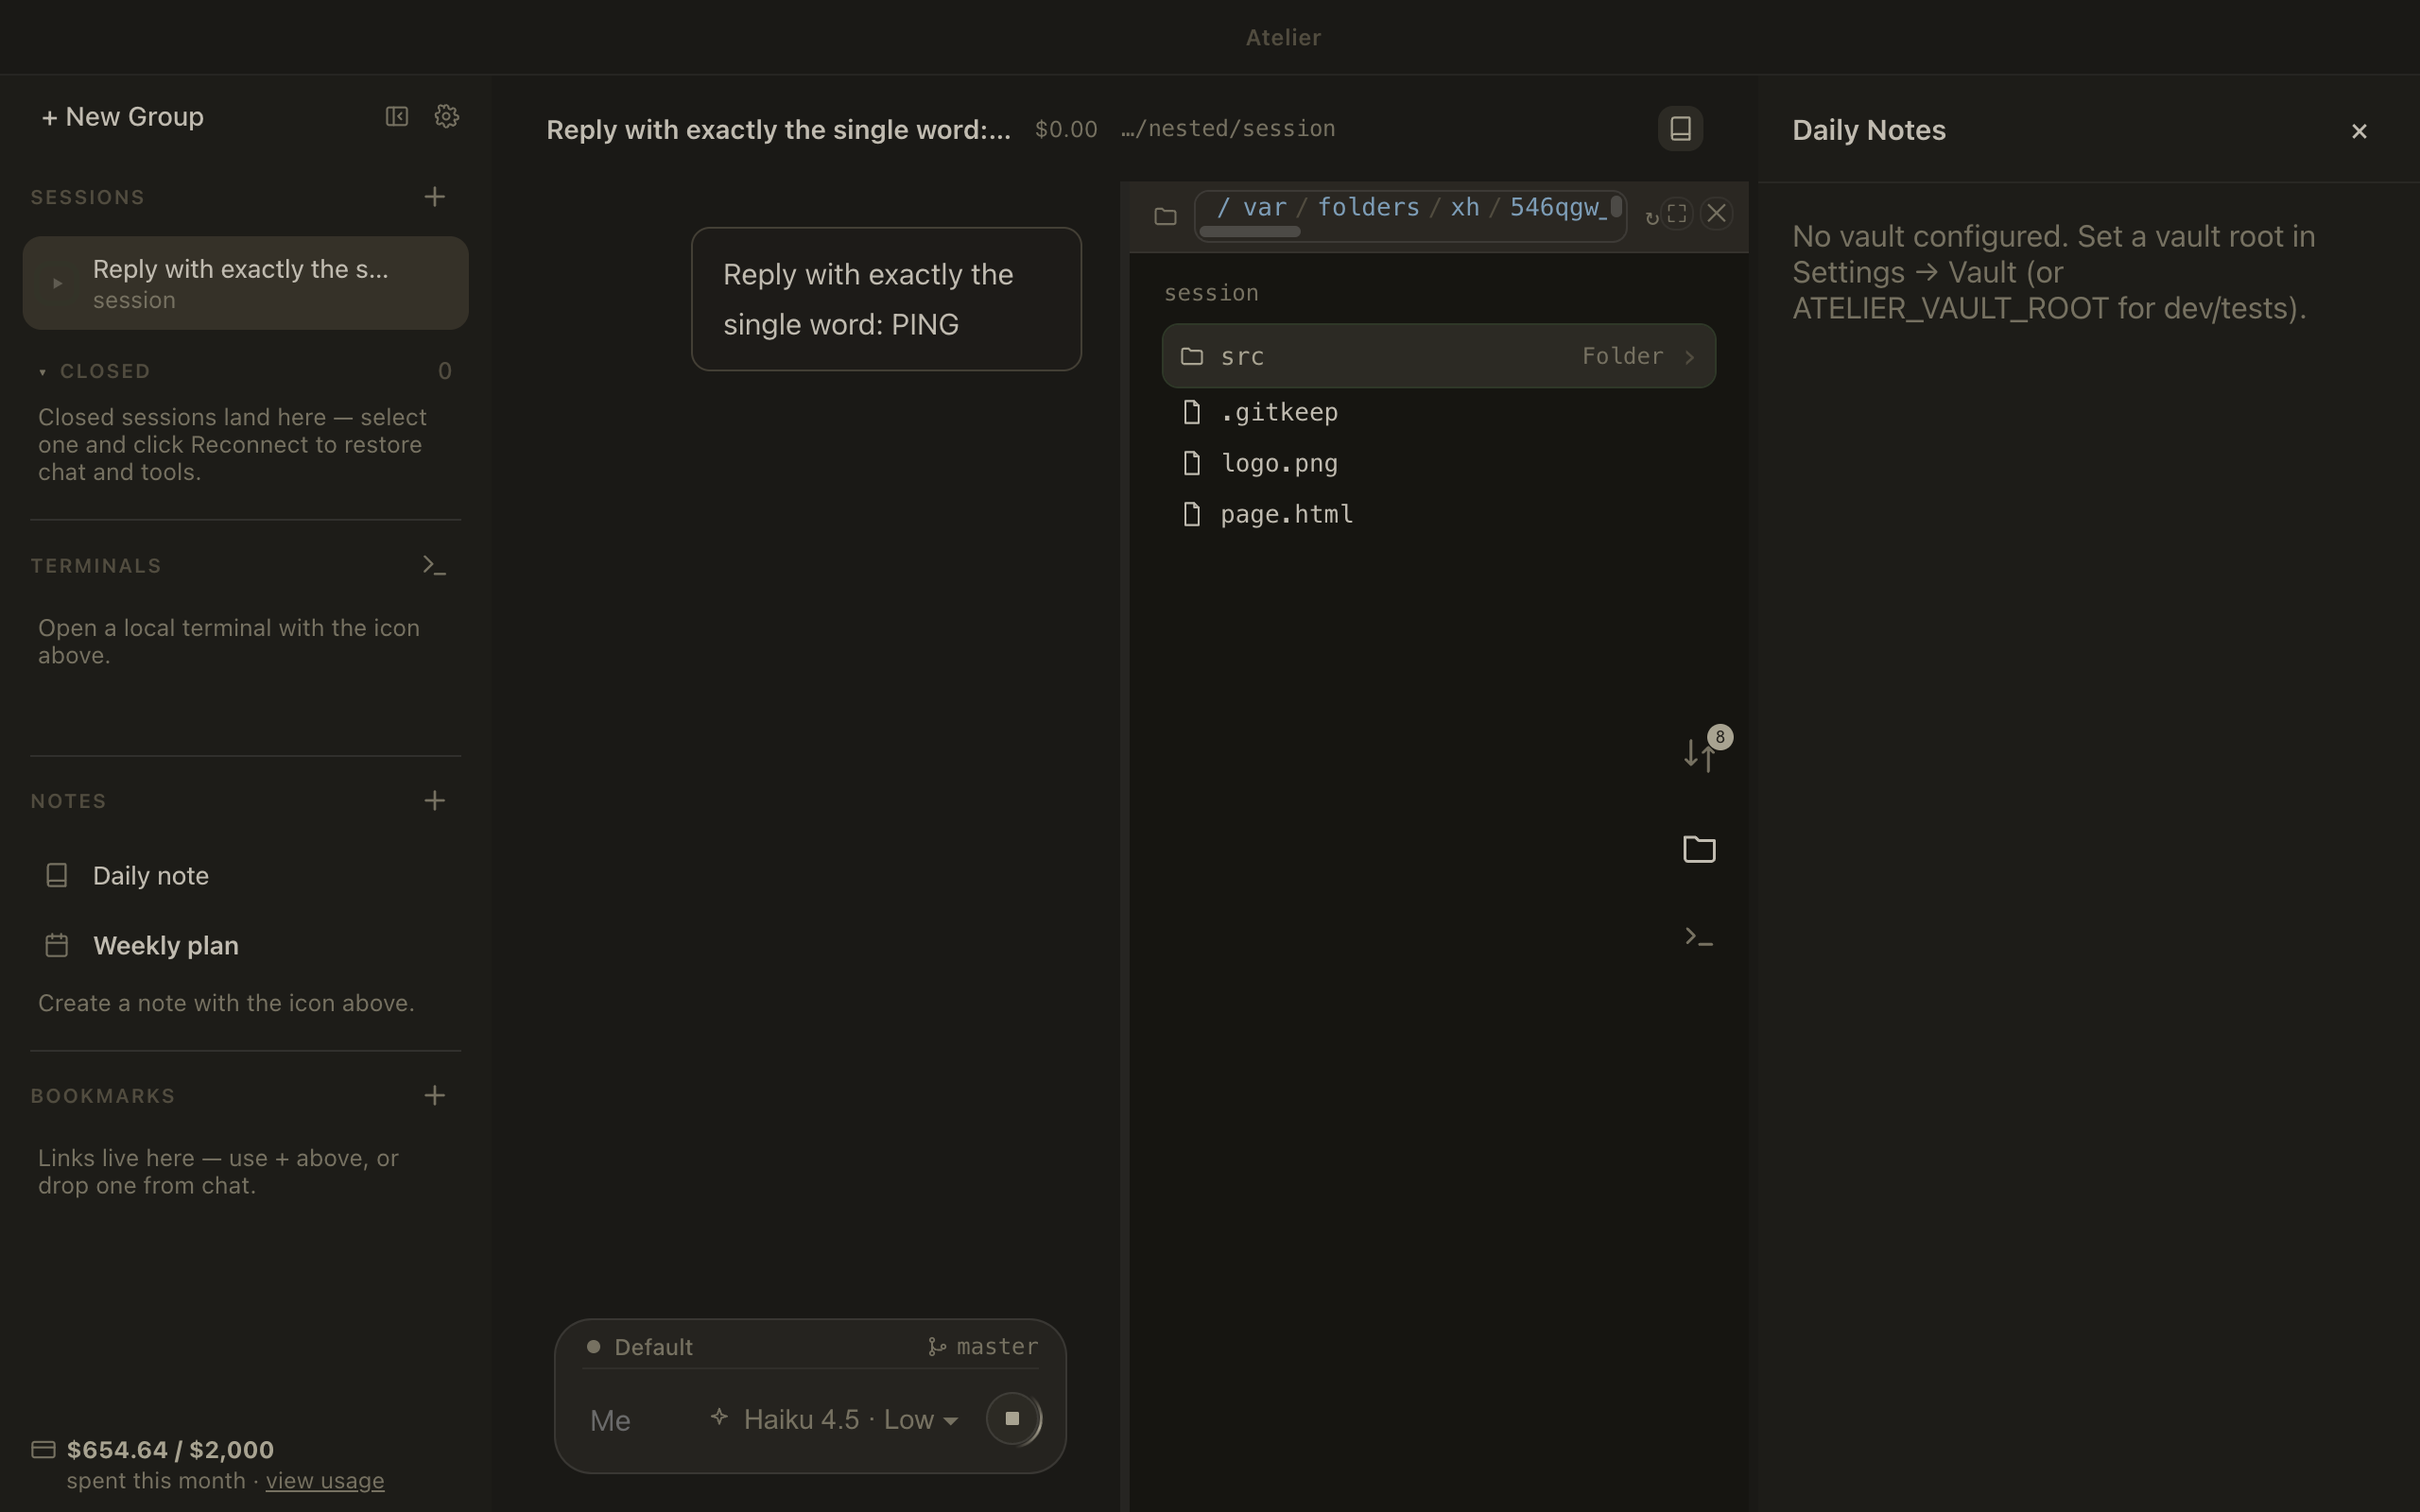 Atelier
+ New Group
SESSIONS
Reply with exactly the s...
session
CLOSED 0
Closed sessions land here — select
one and click Reconnect to restore
chat and tools.
TERMINALS
Open a local terminal with the icon
above.
NOTES
Daily note
Weekly plan
Create a note with the icon above.
BOOKMARKS
Links live here — use + above, or
drop one from chat.
$654.64 / $2,000
spent this month · view usage
Reply with exactly the single word:... $0.00 …/nested/session
Reply with exactly the
single word: PING
Default master
Me Haiku 4.5 · Low
/ var / folders / xh / 546qgw_
session
src Folder
.gitkeep
logo.png
page.html
8
Daily Notes
No vault configured. Set a vault root in
Settings → Vault (or
ATELIER_VAULT_ROOT for dev/tests).